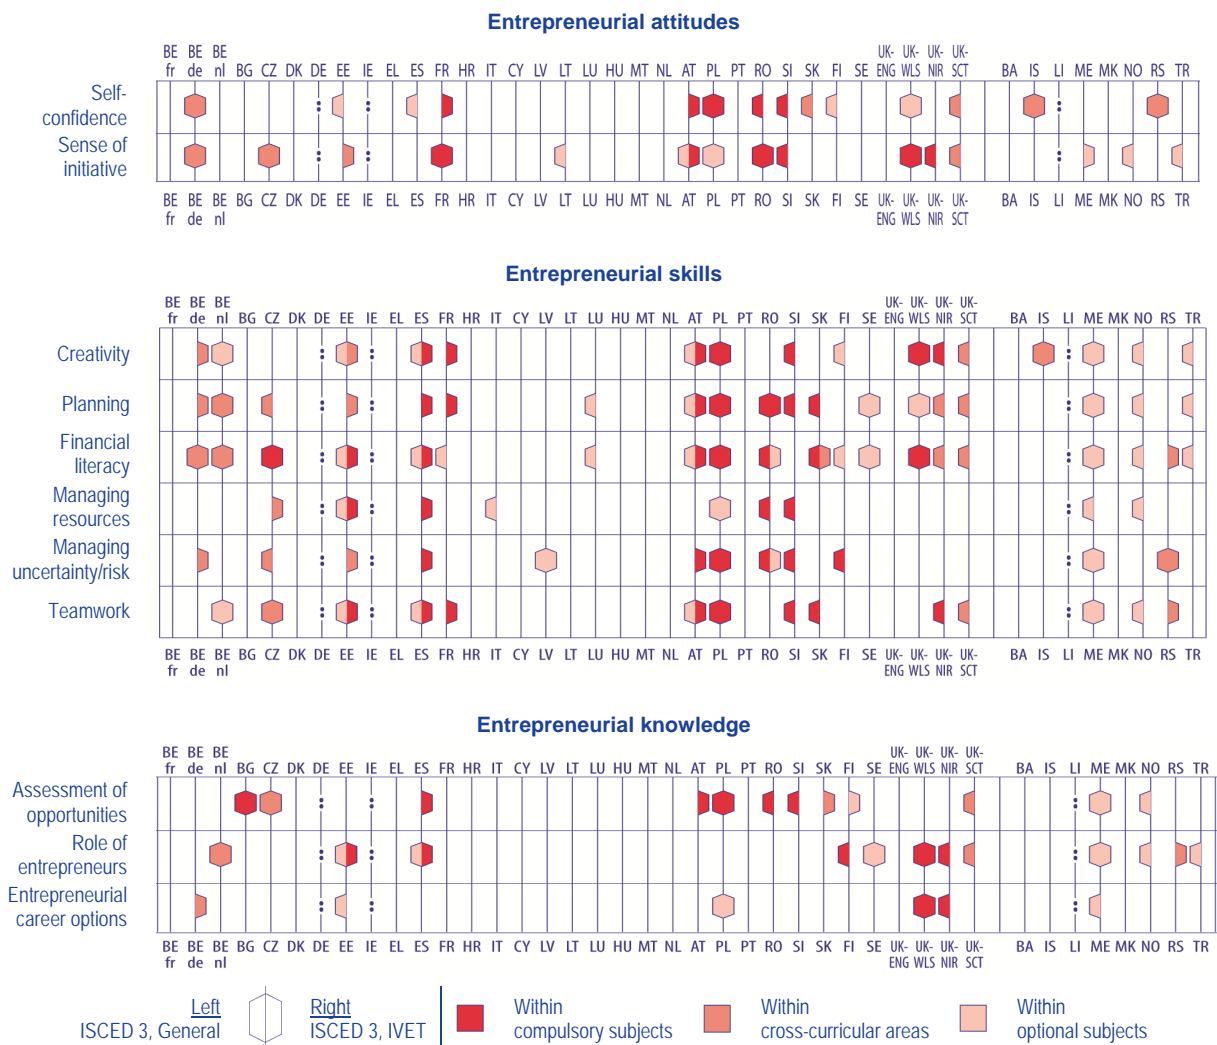 Entrepreneurial attitudes
BE BE BE UK- UK- UK- UK-
fr de nl BG CZ DK DE EE IE EL ES FR HR IT CY LV LT LU HU MT NL AT PL PT RO SI SK FI SE ENG WLS NIR SCT BA IS LI ME MK NO RS TR
Self-
confidence
Sense of
initiative
BE BE BE BG CZ DK DE EE IE EL ES FR HR IT CY LV LT LU HU MT NL AT PL PT RO SI SK FI SE UK- UK- UK- UK- BA IS LI ME MK NO RS TR
fr de nl ENG WLS NIR SCT
Entrepreneurial skills
BE BE BE UK- UK- UK- UK-
fr de nl BG CZ DK DE EE IE EL ES FR HR IT CY LV LT LU HU MT NL AT PL PT RO SI SK FI SE ENG WLS NIR SCT BA IS LI ME MK NO RS TR
Creativity
Planning
Financial
literacy
Managing
resources
Managing
uncertainty/risk
Teamwork
BE BE BE BG CZ DK DE EE IE EL ES FR HR IT CY LV LT LU HU MT NL AT PL PT RO SI SK FI SE UK- UK- UK- UK- BA IS LI ME MK NO RS TR
fr de nl ENG WLS NIR SCT
Entrepreneurial knowledge
BE BE BE UK- UK- UK- UK-
fr de nl BG CZ DK DE EE IE EL ES FR HR IT CY LV LT LU HU MT NL AT PL PT RO SI SK FI SE ENG WLS NIR SCT BA IS LI ME MK NO RS TR
Assessment of
opportunities
Role of
entrepreneurs
Entrepreneurial
career options
BE BE BE BG CZ DK DE EE IE EL ES FR HR IT CY LV LT LU HU MT NL AT PL PT RO SI SK FI SE UK- UK- UK- UK- BA IS LI ME MK NO RS TR
fr de nl ENG WLS NIR SCT
Left Right Within Within Within
ISCED 3, General ISCED 3, IVET compulsory subjects cross-curricular areas optional subjects